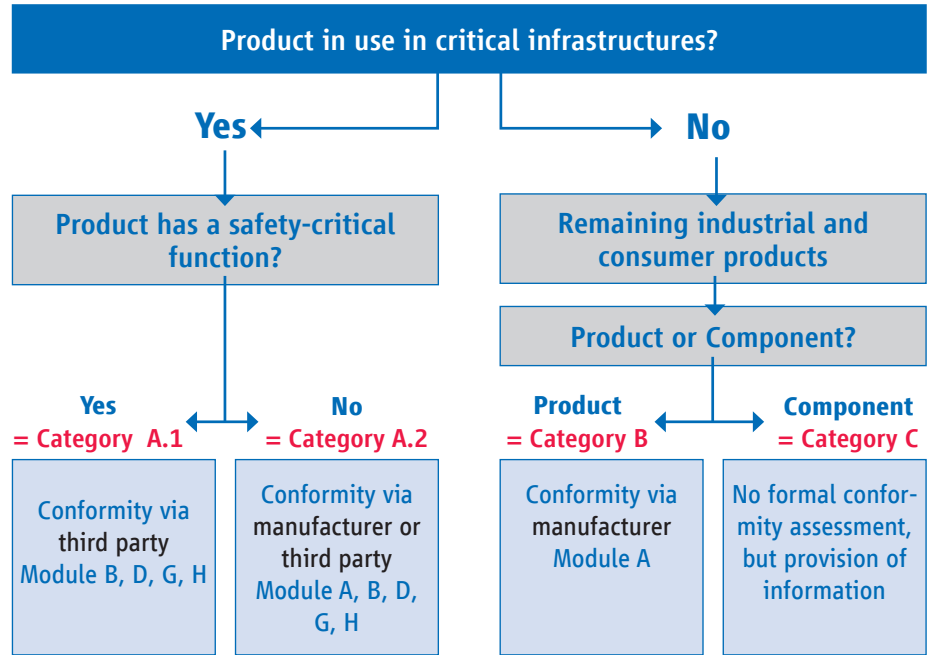 Product in use in critical infrastructures?
Yes
No
Product has a safety-critical
function?
Remaining industrial and
consumer products
Product or Component?
Yes
= Category A.1
No
= Category A.2
Product
= Category B
Component
= Category C
Conformity via
third party
Module B, D, G, H
Conformity via
manufacturer or
third party
Module A, B, D,
G, H
Conformity via
manufacturer
Module A
No formal confor-
mity assessment,
but provision of
information